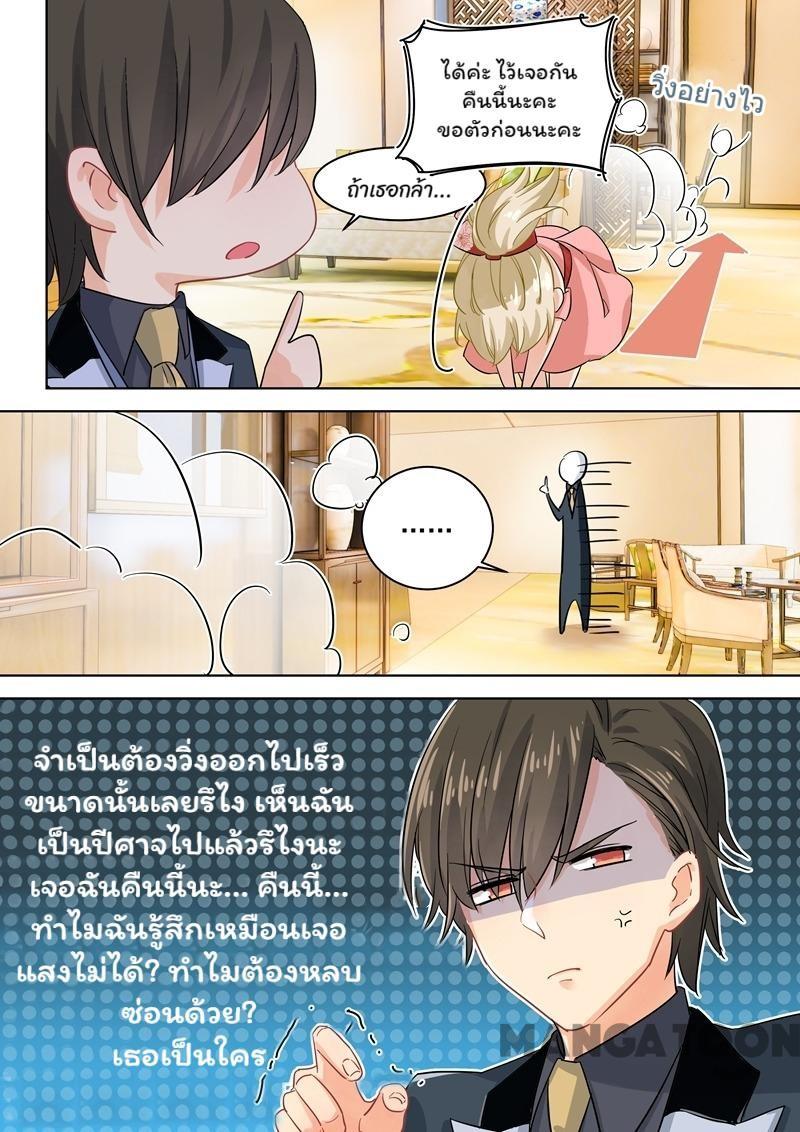 ได้ค่ะ ไว้เจอกัน
คืนนี้นะคะ
ขอตัวก่อนนะคะ
วิ่งอย่างไว
ถ้าเธอกล้า...
......
จำเป็นต้องวิ่งออกไปเร็ว
ขนาดนั้นเลยรึไง เห็นฉัน
เป็นปีศาจไปแล้วรึไงนะ
เจอฉันคืนนี้นะ... คืนนี้...
ทำไมฉันรู้สึกเหมือนเจอ
แสงไม่ได้? ทำไมต้องหลบ
ซ่อนด้วย?
เธอเป็นใคร
MANGATOON